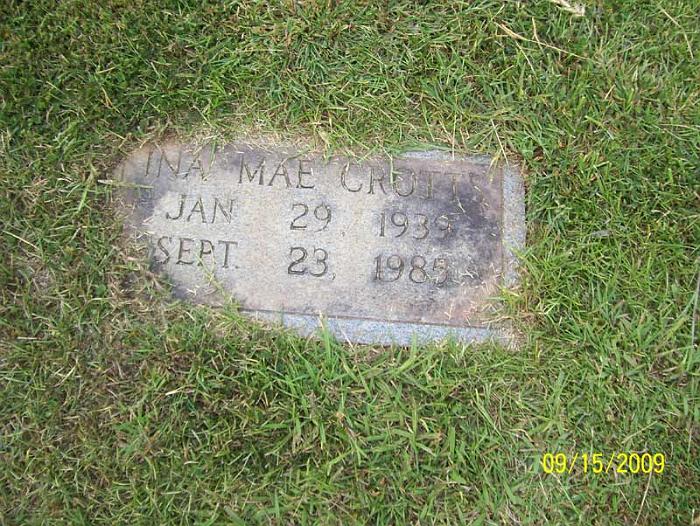 INA MAE CROTTS
JAN 29, 1939
SEPT. 23, 1985
09/15/2009